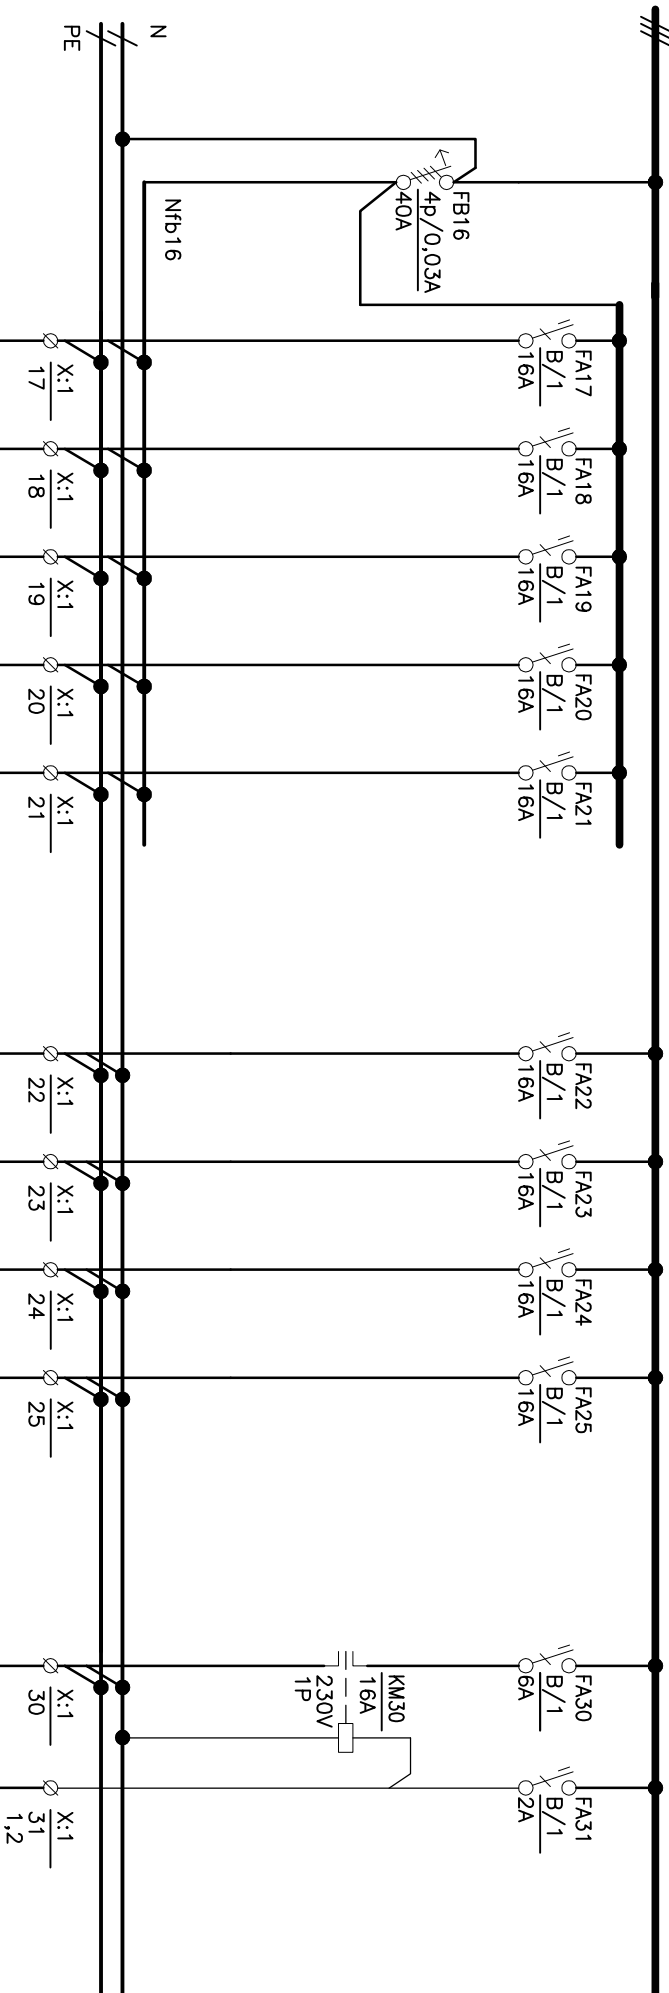 N
PE
FB16
4p/0,03A
40A
Nfb16
FA17
B/1
16A
X:1
17
FA18
B/1
16A
X:1
18
FA19
B/1
16A
X:1
19
FA20
B/1
16A
X:1
20
FA21
B/1
16A
X:1
21
FA22
B/1
16A
X:1
22
FA23
B/1
16A
X:1
23
FA24
B/1
16A
X:1
24
FA25
B/1
16A
X:1
25
FA30
B/1
6A
KM30
16A
230V
1P
X:1
30
FA31
B/1
2A
X:1
31
1,2